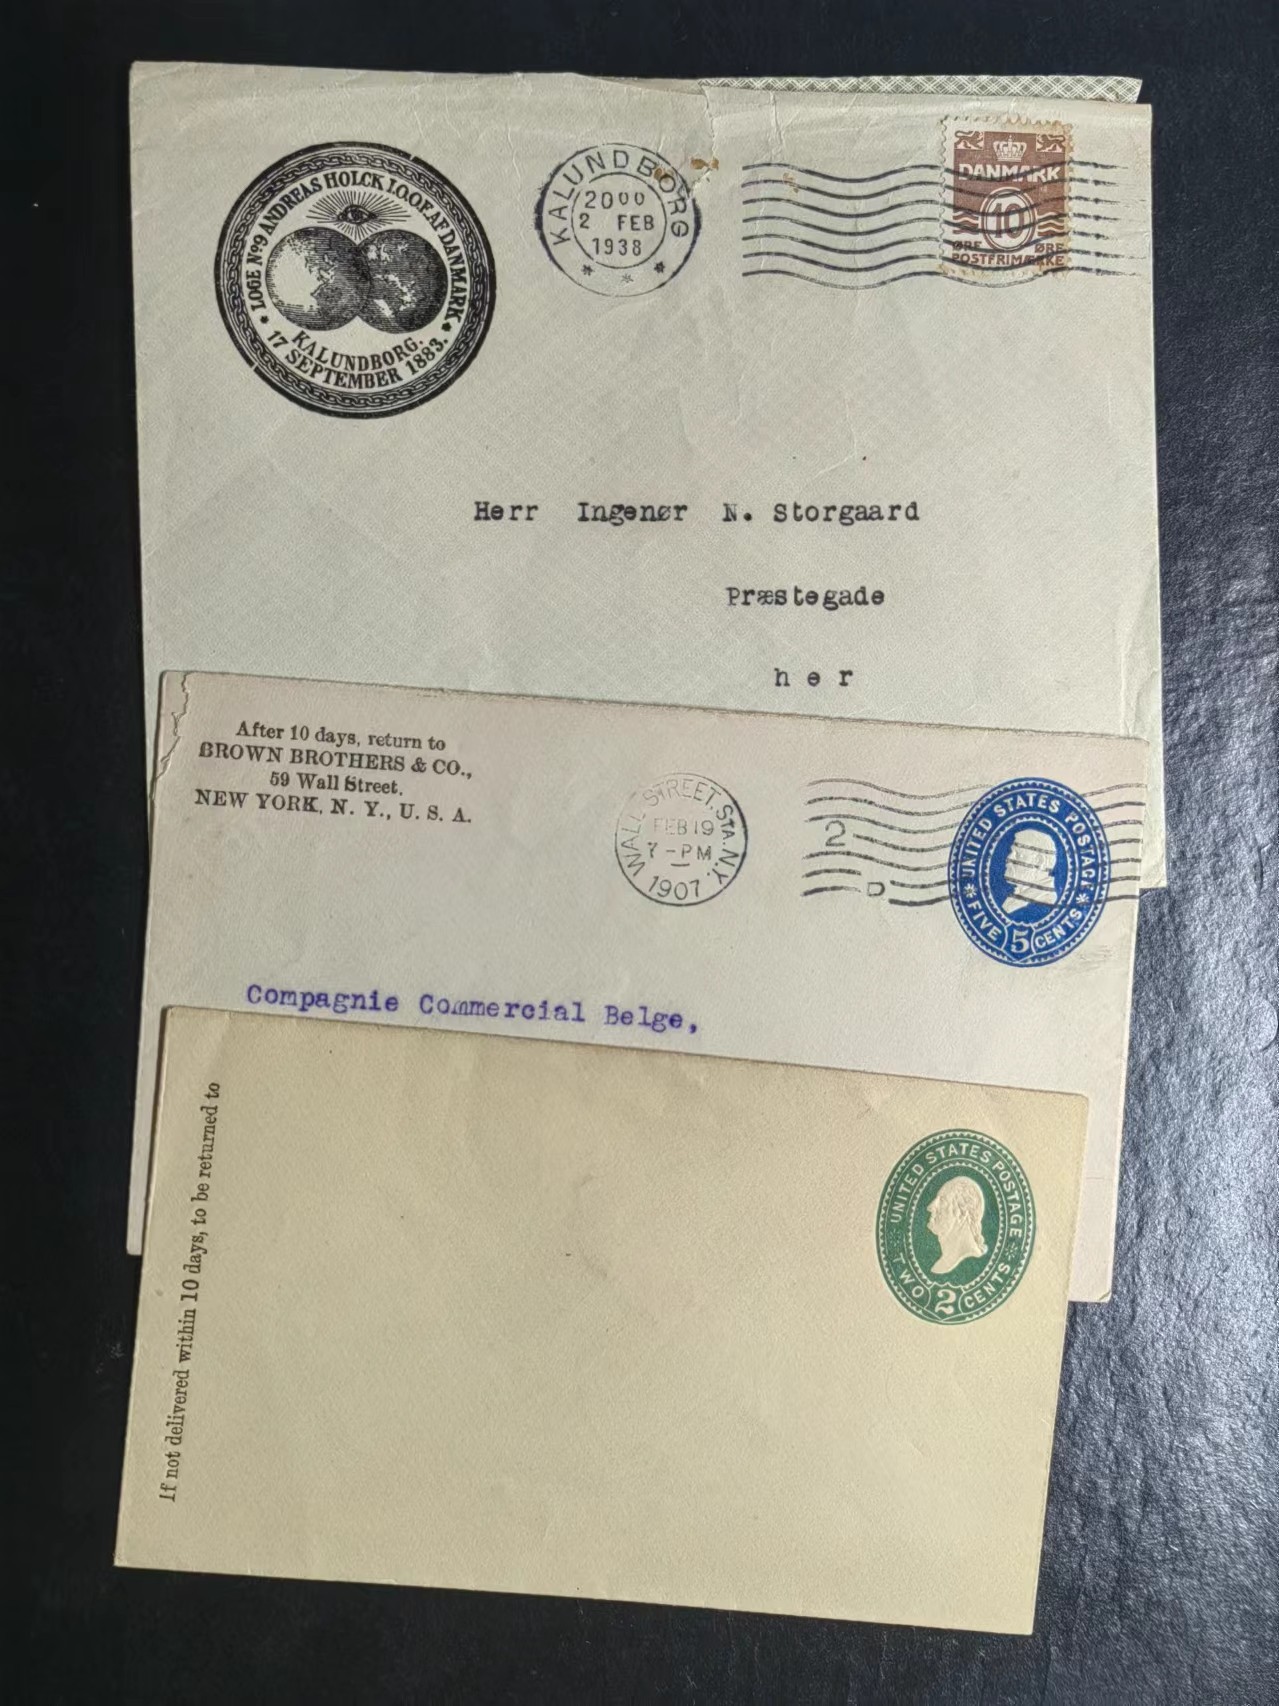 LOGE No 9 ANDREAS HOLCK I.O.O.F. AF DANMARK
KALUNDBORG.
17 SEPTEMBER 1883.
KALUNDBORG
20 00
2 FEB
1938
DANMARK
10
ØRE ØRE
POSTFRIMÆRKE
Herr Ingenør N. Storgaard
Præstegade
her
After 10 days, return to
BROWN BROTHERS & CO.,
59 Wall Street.
NEW YORK, N. Y., U. S. A.
WALL STREET, STA. N.Y.
FEB 19
7-PM
1907
2
D
UNITED STATES POSTAGE
FIVE 5 CENTS
Compagnie Commercial Belge,
If not delivered within 10 days, to be returned to
UNITED STATES POSTAGE
TWO 2 CENTS